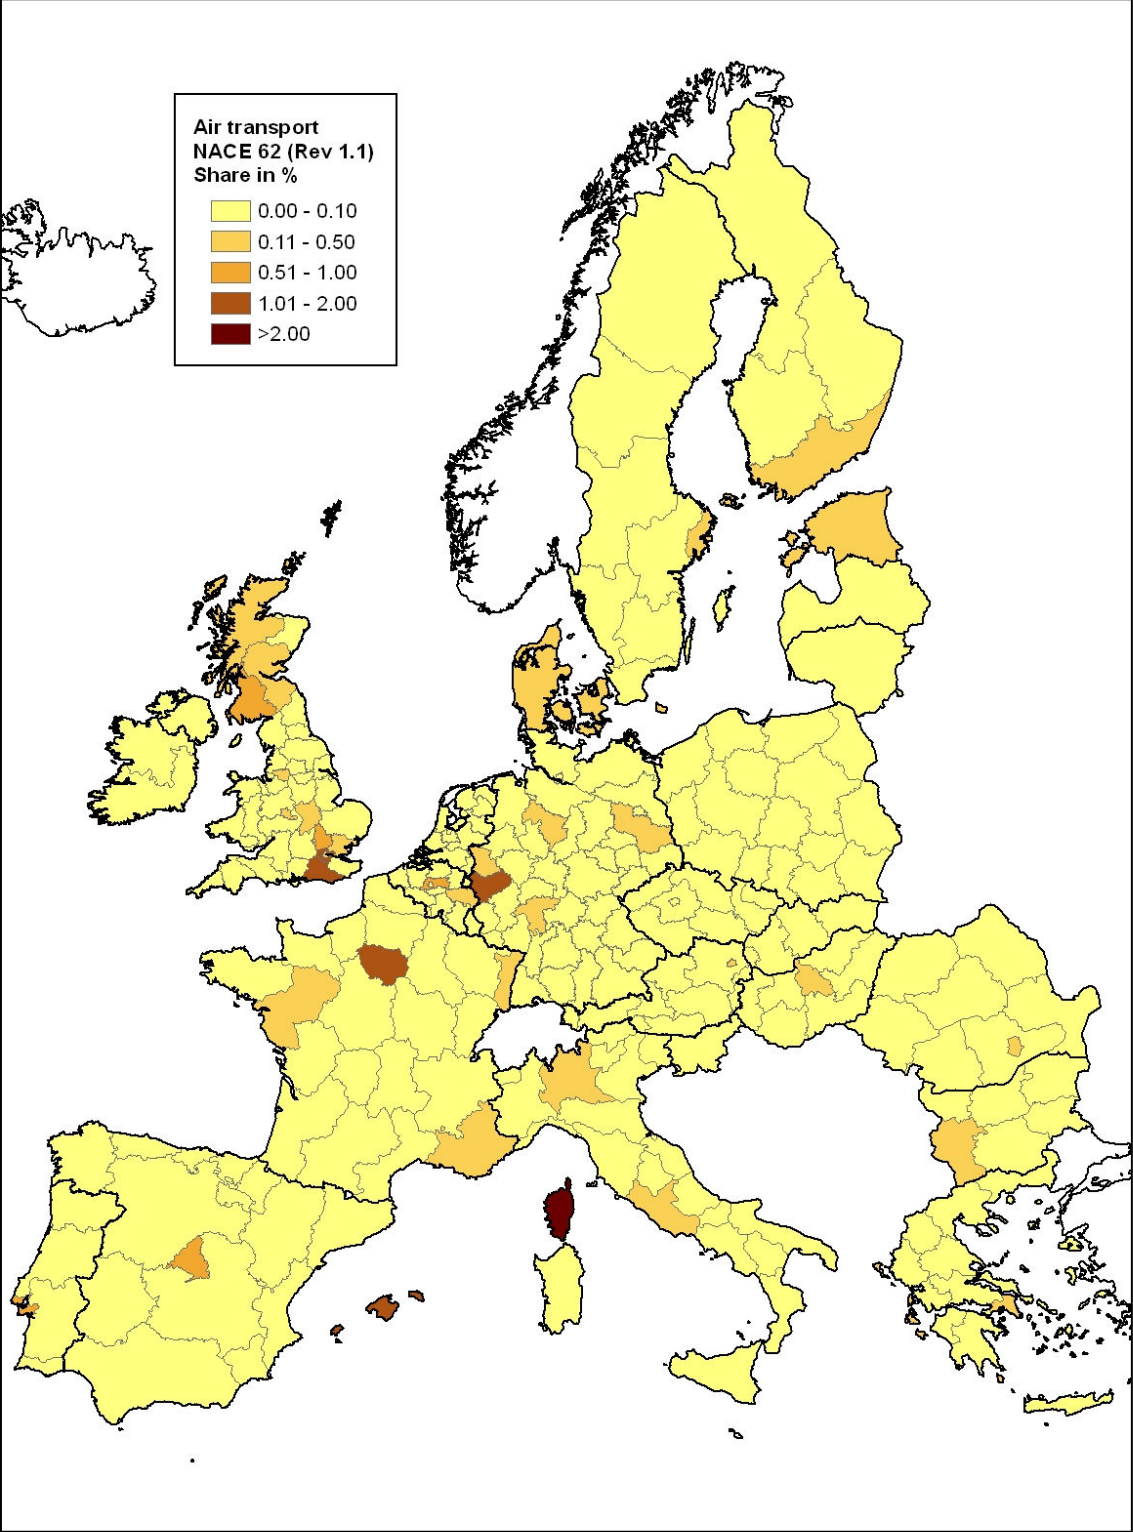 Air transport
NACE 62 (Rev 1.1)
Share in %
0.00 - 0.10
0.11 - 0.50
0.51 - 1.00
1.01 - 2.00
>2.00